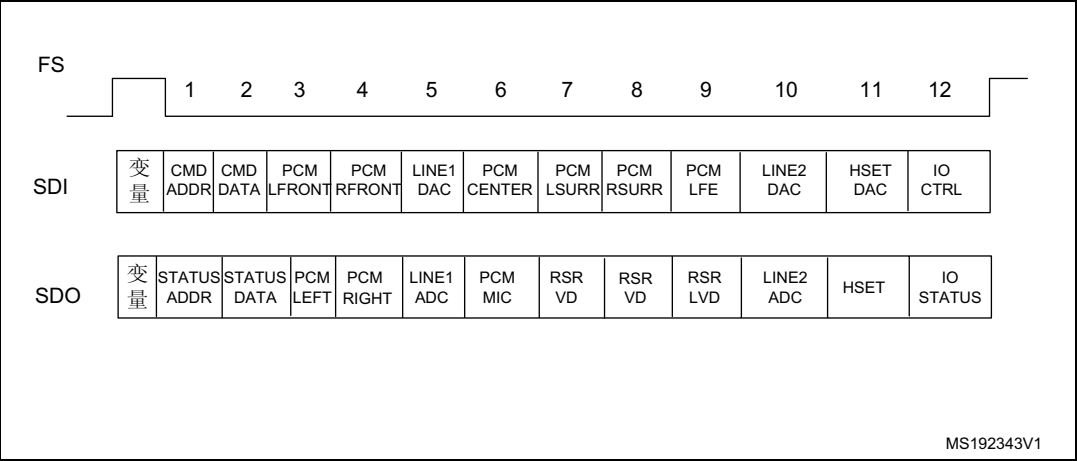 FS
1 2 3 4 5 6 7 8 9 10 11 12
SDI
变量 CMD ADDR CMD DATA PCM LFRONT PCM RFRONT LINE1 DAC PCM CENTER PCM LSURR PCM RSURR PCM LFE LINE2 DAC HSET DAC IO CTRL
SDO
变量 STATUS ADDR STATUS DATA PCM LEFT PCM RIGHT LINE1 ADC PCM MIC RSR VD RSR VD RSR LVD LINE2 ADC HSET IO STATUS
MS192343V1